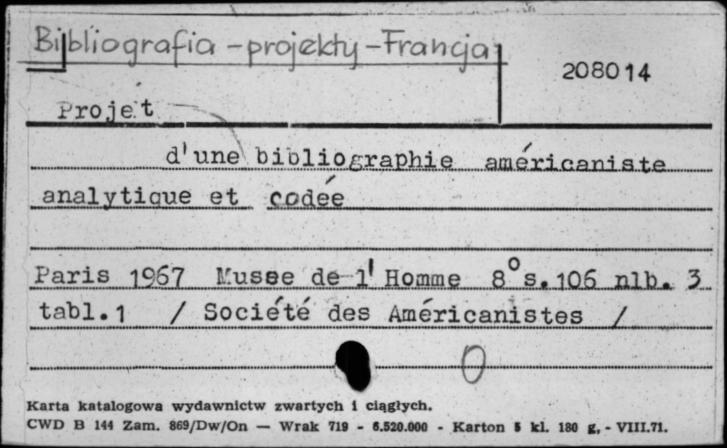 Bibliografia - projekty - Francja
208014
Projet
d'une bibliographie américaniste
analytique et codée
Paris 1967 Musee de l'Homme 8° s.106 nlb. 3
tabl.1 / Société des Américanistes /
0
Karta katalogowa wydawnictw zwartych i ciągłych.
CWD B 144 Zam. 869/Dw/On — Wrak 719 - 6.520.000 - Karton 5 kl. 180 g, - VIII.71.